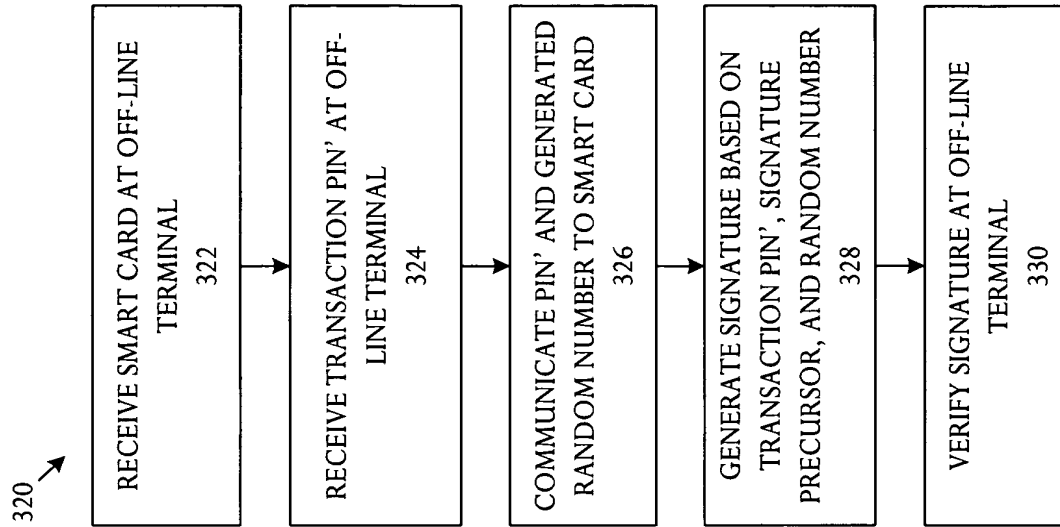 320
RECEIVE SMART CARD AT OFF-LINE
TERMINAL
322
RECEIVE TRANSACTION PIN' AT OFF-
LINE TERMINAL
324
COMMUNICATE PIN' AND GENERATED
RANDOM NUMBER TO SMART CARD
326
GENERATE SIGNATURE BASED ON
TRANSACTION PIN', SIGNATURE
PRECURSOR, AND RANDOM NUMBER
328
VERIFY SIGNATURE AT OFF-LINE
TERMINAL
330